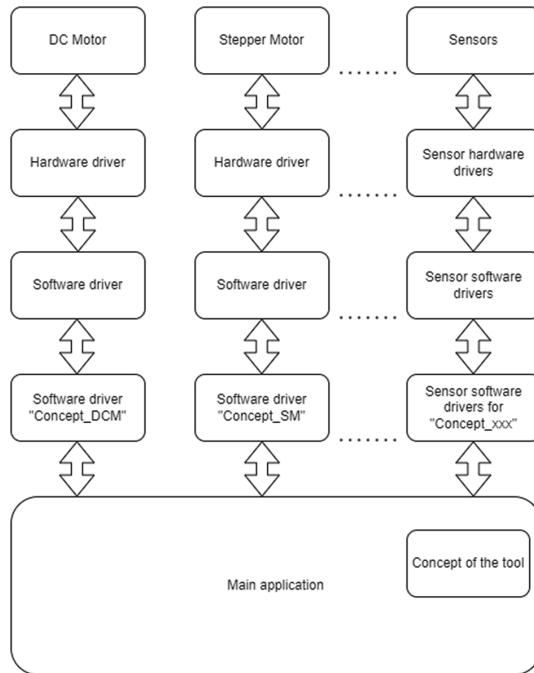 DC Motor
Stepper Motor
Sensors
Hardware driver
Hardware driver
Sensor hardware
drivers
Software driver
Software driver
Sensor software
drivers
Software driver
"Concept_DCM"
Software driver
"Concept_SM"
Sensor software
drivers for
"Concept_xxx"
Concept of the tool
Main application